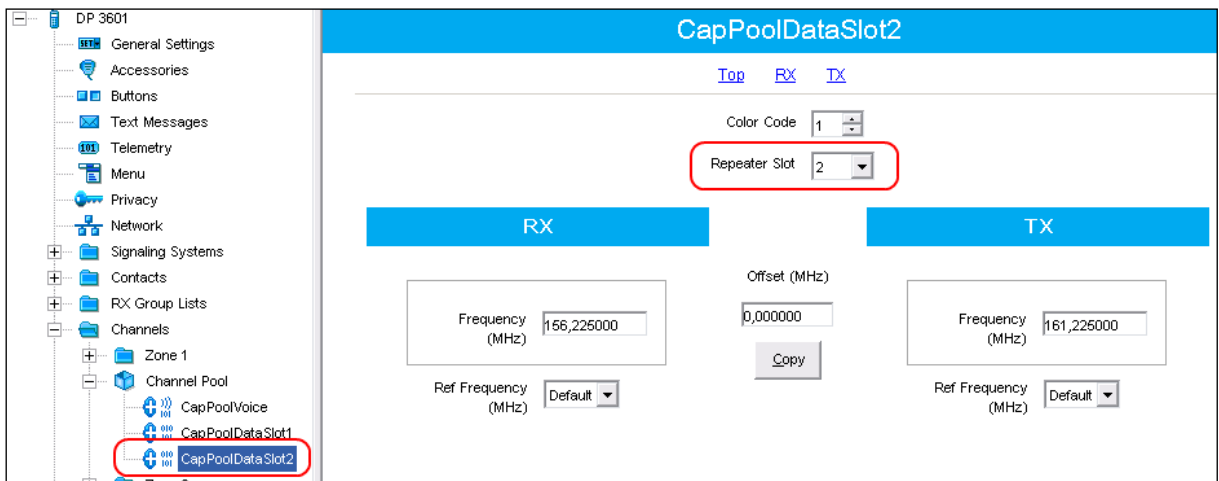 DP 3601
General Settings
Accessories
Buttons
Text Messages
Telemetry
Menu
Privacy
Network
Signaling Systems
Contacts
RX Group Lists
Channels
Zone 1
Channel Pool
CapPoolVoice
CapPoolDataSlot1
CapPoolDataSlot2
CapPoolDataSlot2
Top RX TX
Color Code 1
Repeater Slot 2
RX
Frequency (MHz) 156,225000
Ref Frequency (MHz) Default
Offset (MHz)
0,000000
Copy
TX
Frequency (MHz) 161,225000
Ref Frequency (MHz) Default